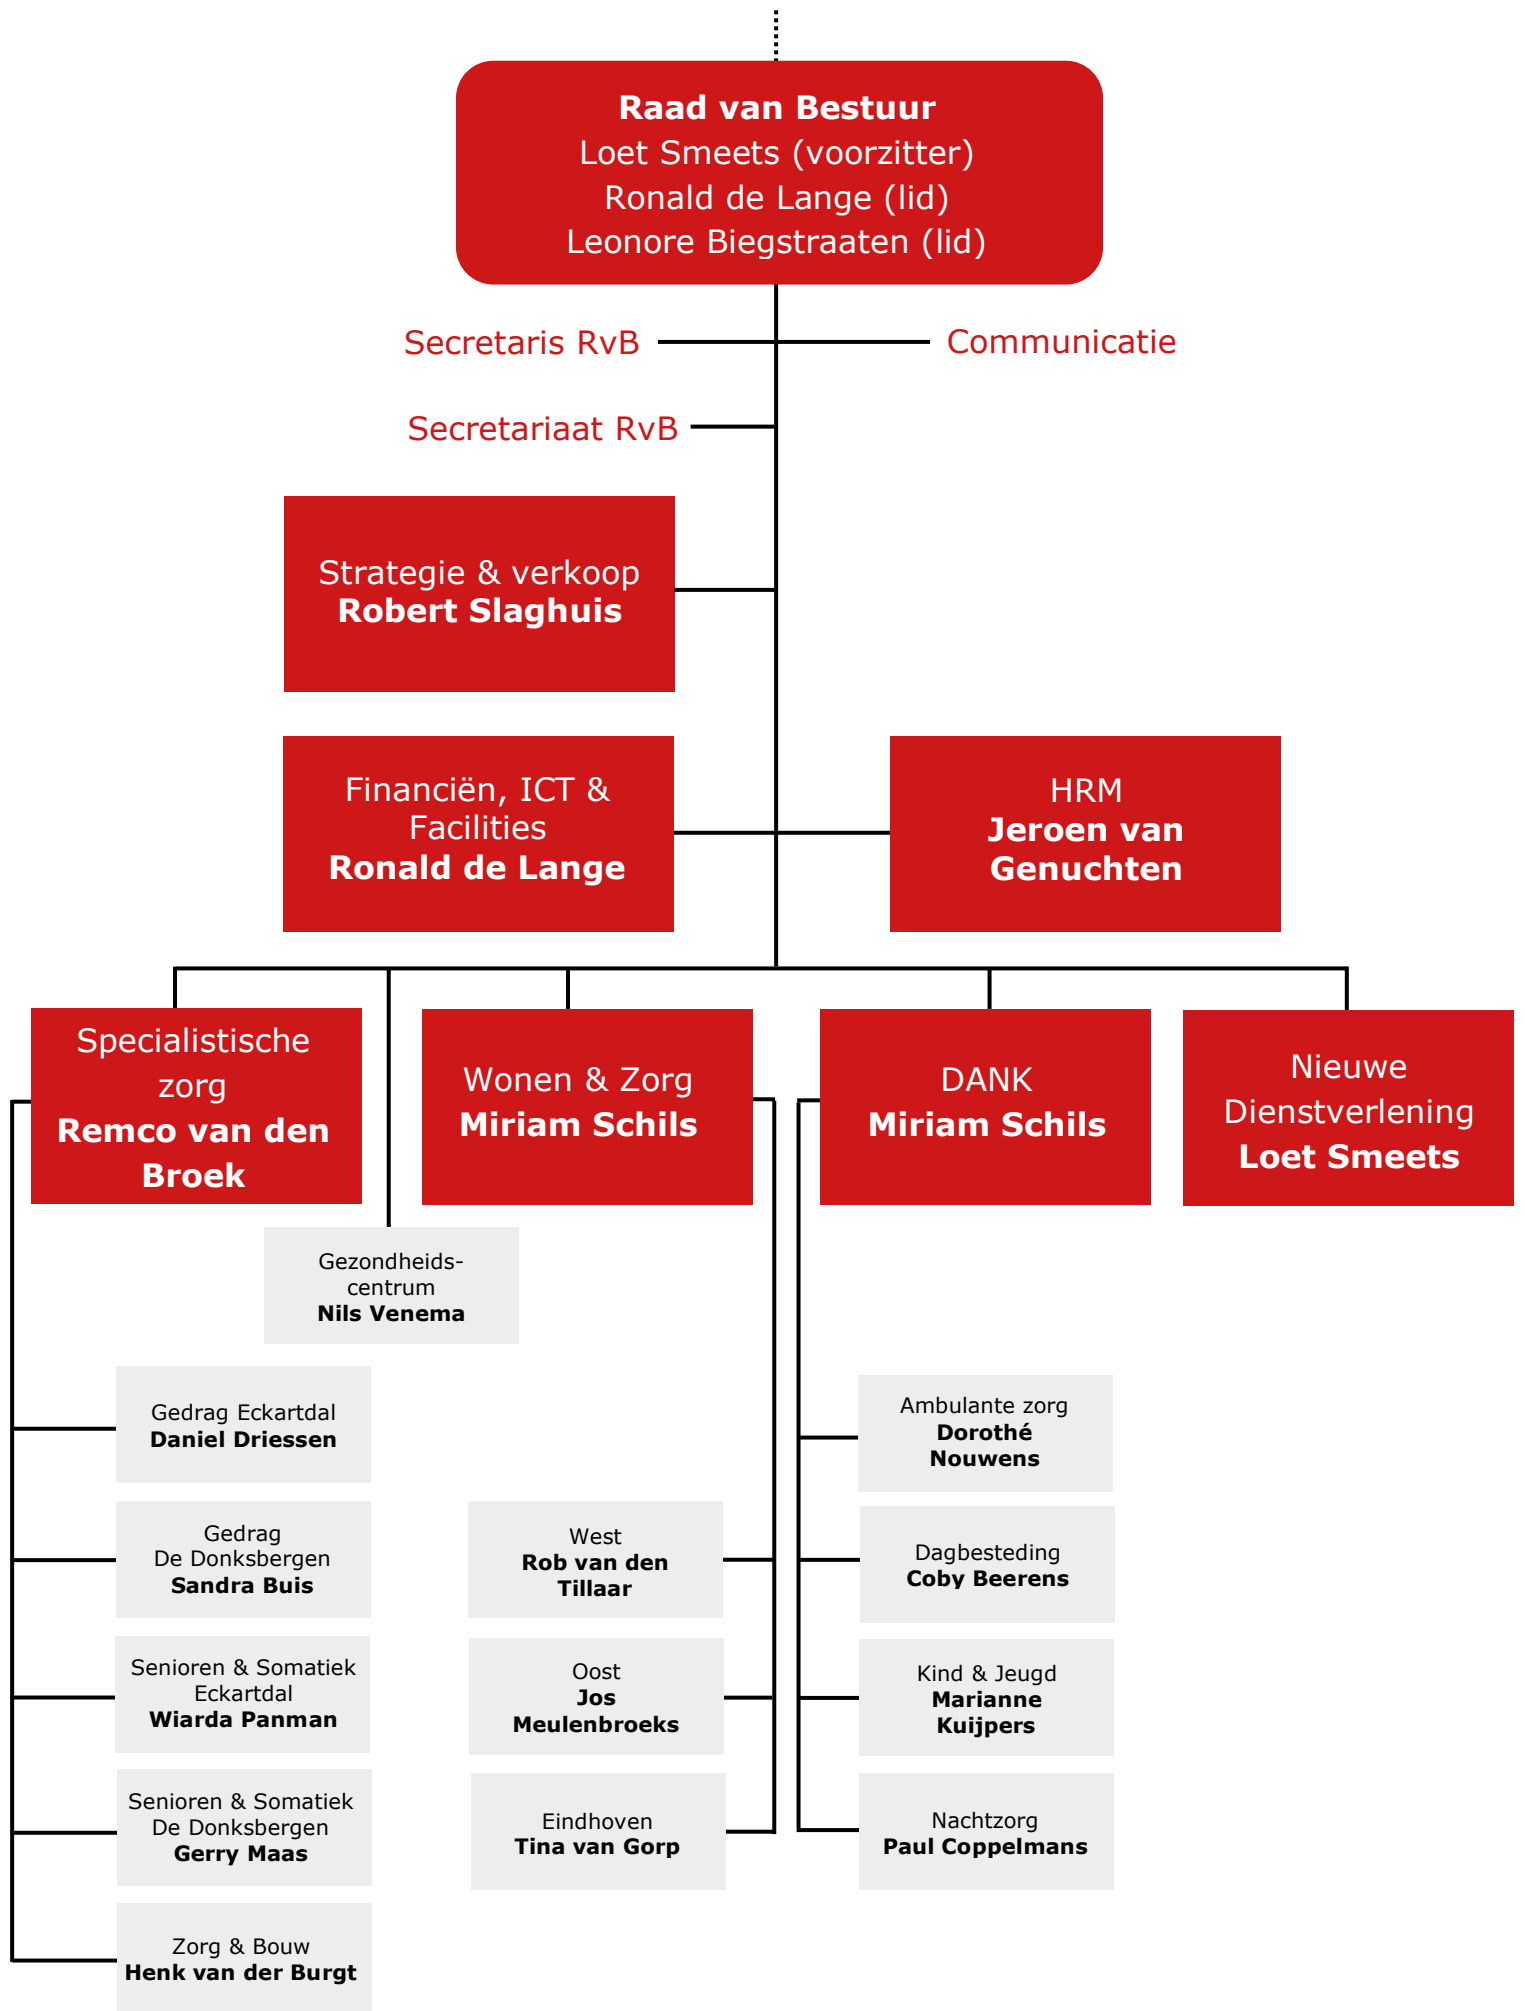 Raad van Bestuur
Loet Smeets (voorzitter)
Ronald de Lange (lid)
Leonore Biegstraaten (lid)
Secretaris RvB
Communicatie
Secretariaat RvB
Strategie & verkoop
Robert Slaghuis
Financiën, ICT &
Facilities
Ronald de Lange
HRM
Jeroen van
Genuchten
Specialistische
zorg
Remco van den
Broek
Wonen & Zorg
Miriam Schils
DANK
Miriam Schils
Nieuwe
Dienstverlening
Loet Smeets
Gezondheids-
centrum
Nils Venema
Gedrag Eckartdal
Daniel Driessen
Gedrag
De Donksbergen
Sandra Buis
Senioren & Somatiek
Eckartdal
Wiarda Panman
Senioren & Somatiek
De Donksbergen
Gerry Maas
Zorg & Bouw
Henk van der Burgt
West
Rob van den
Tillaar
Oost
Jos
Meulenbroeks
Eindhoven
Tina van Gorp
Ambulante zorg
Dorothé
Nouwens
Dagbesteding
Coby Beerens
Kind & Jeugd
Marianne
Kuijpers
Nachtzorg
Paul Coppelmans